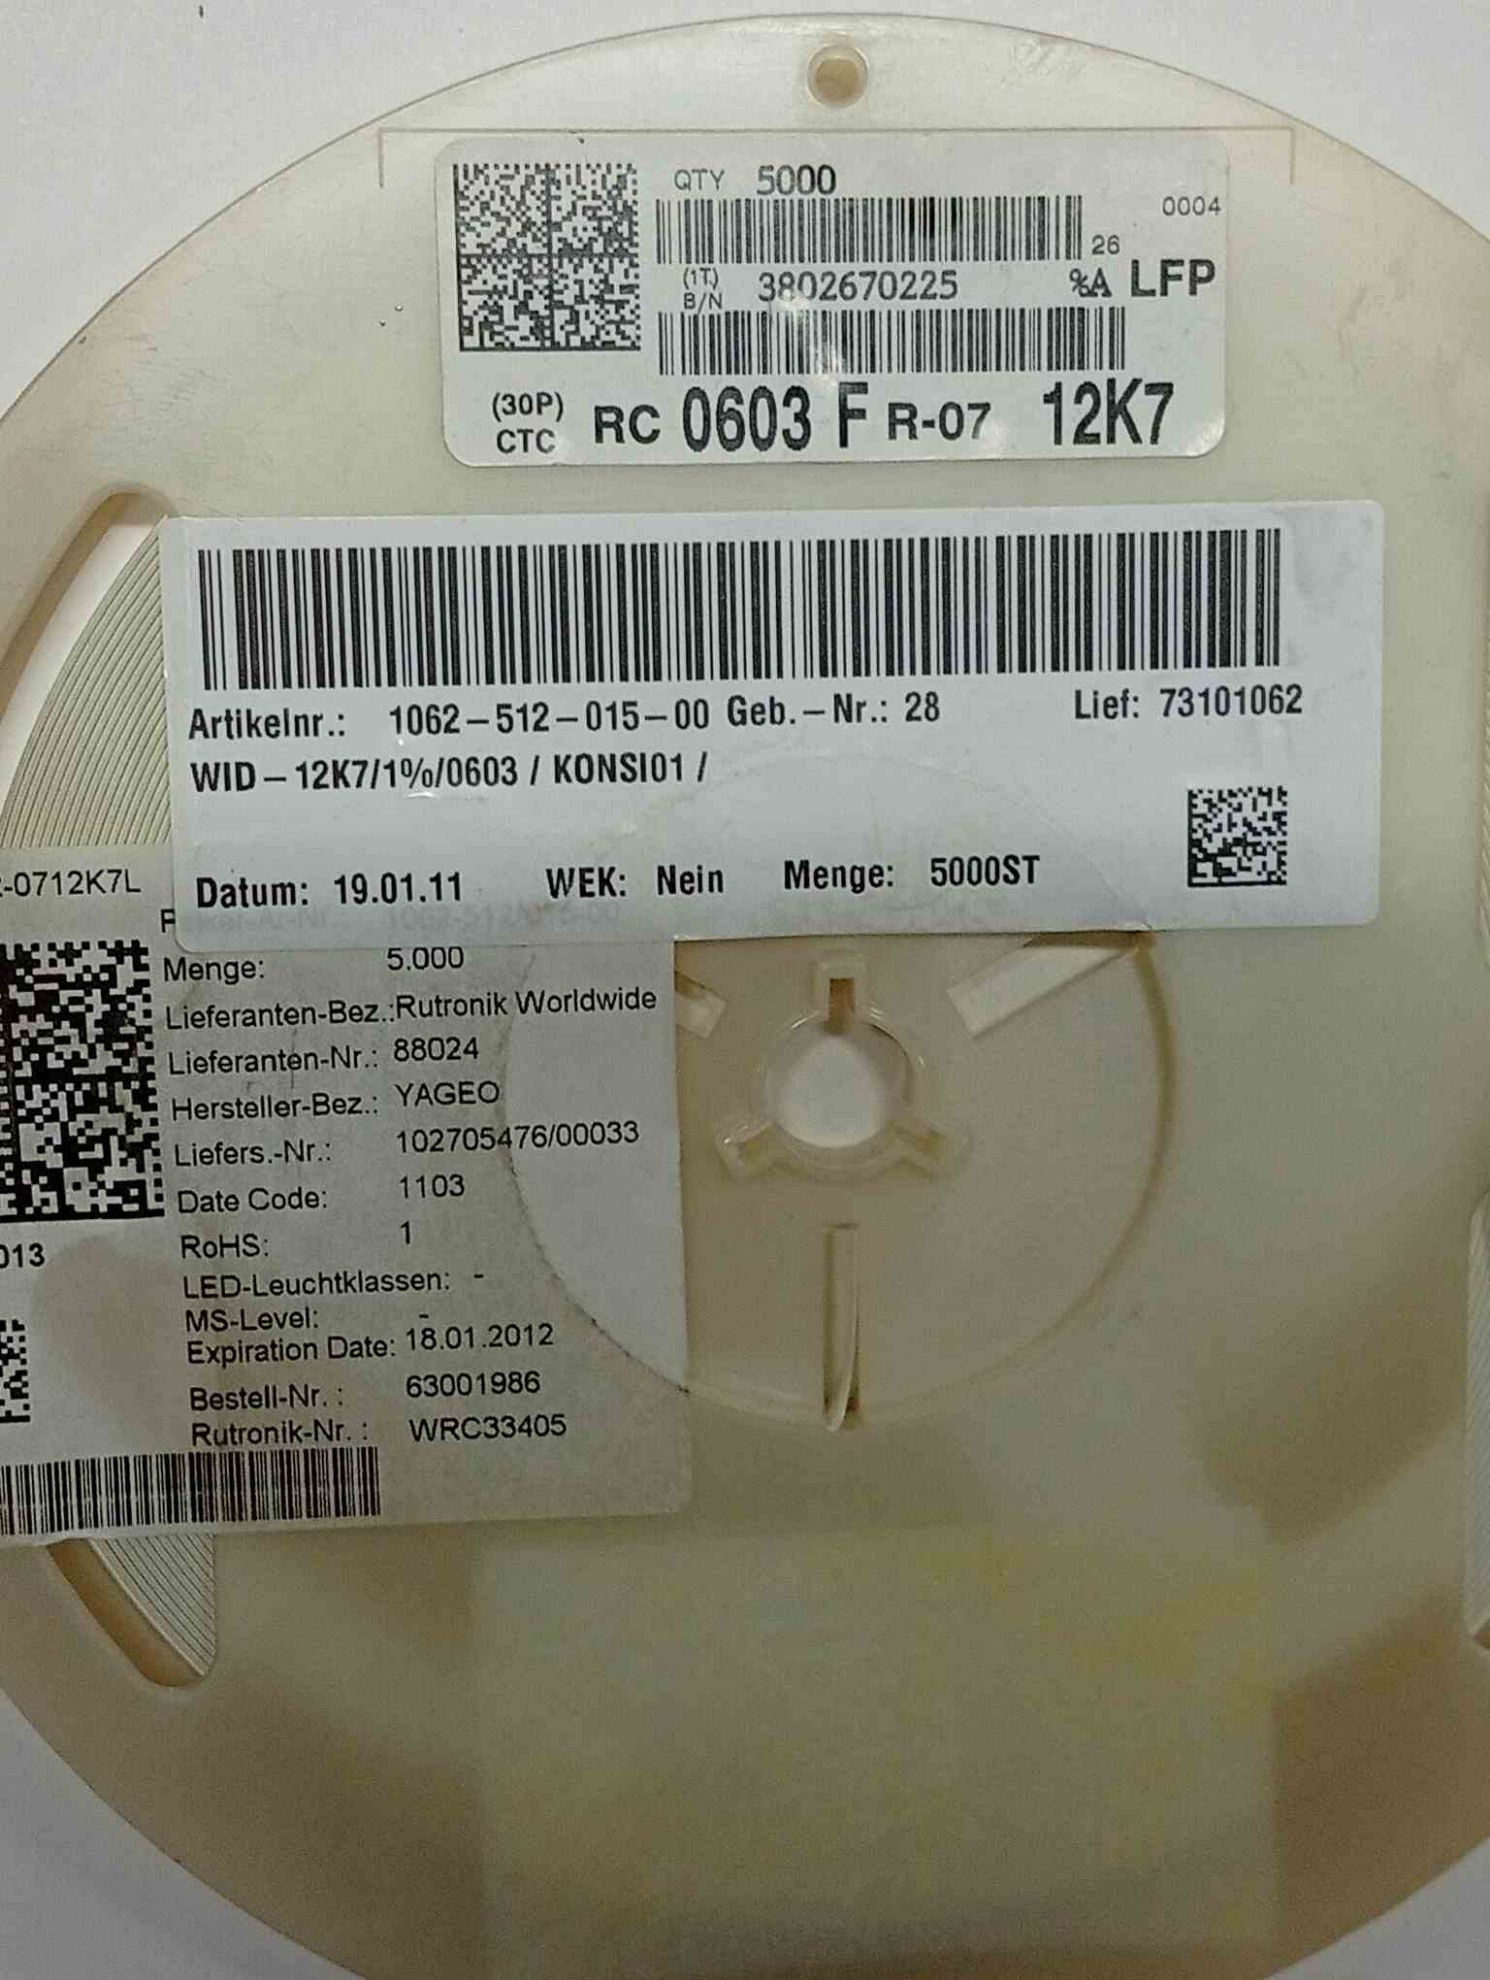 QTY 5000
0004
26
(1T) B/N 3802670225 %A LFP
(30P) CTC RC 0603 F R-07 12K7
Artikelnr.: 1062-512-015-00 Geb.-Nr.: 28 Lief: 73101062
WID-12K7/1%/0603 / KONSI01 /
Datum: 19.01.11 WEK: Nein Menge: 5000ST
-0712K7L
Menge: 5.000
Lieferanten-Bez.:Rutronik Worldwide
Lieferanten-Nr.: 88024
Hersteller-Bez.: YAGEO
Liefers.-Nr.: 102705476/00033
Date Code: 1103
RoHS: 1
013
LED-Leuchtklassen: -
MS-Level: -
Expiration Date: 18.01.2012
Bestell-Nr. : 63001986
Rutronik-Nr. : WRC33405